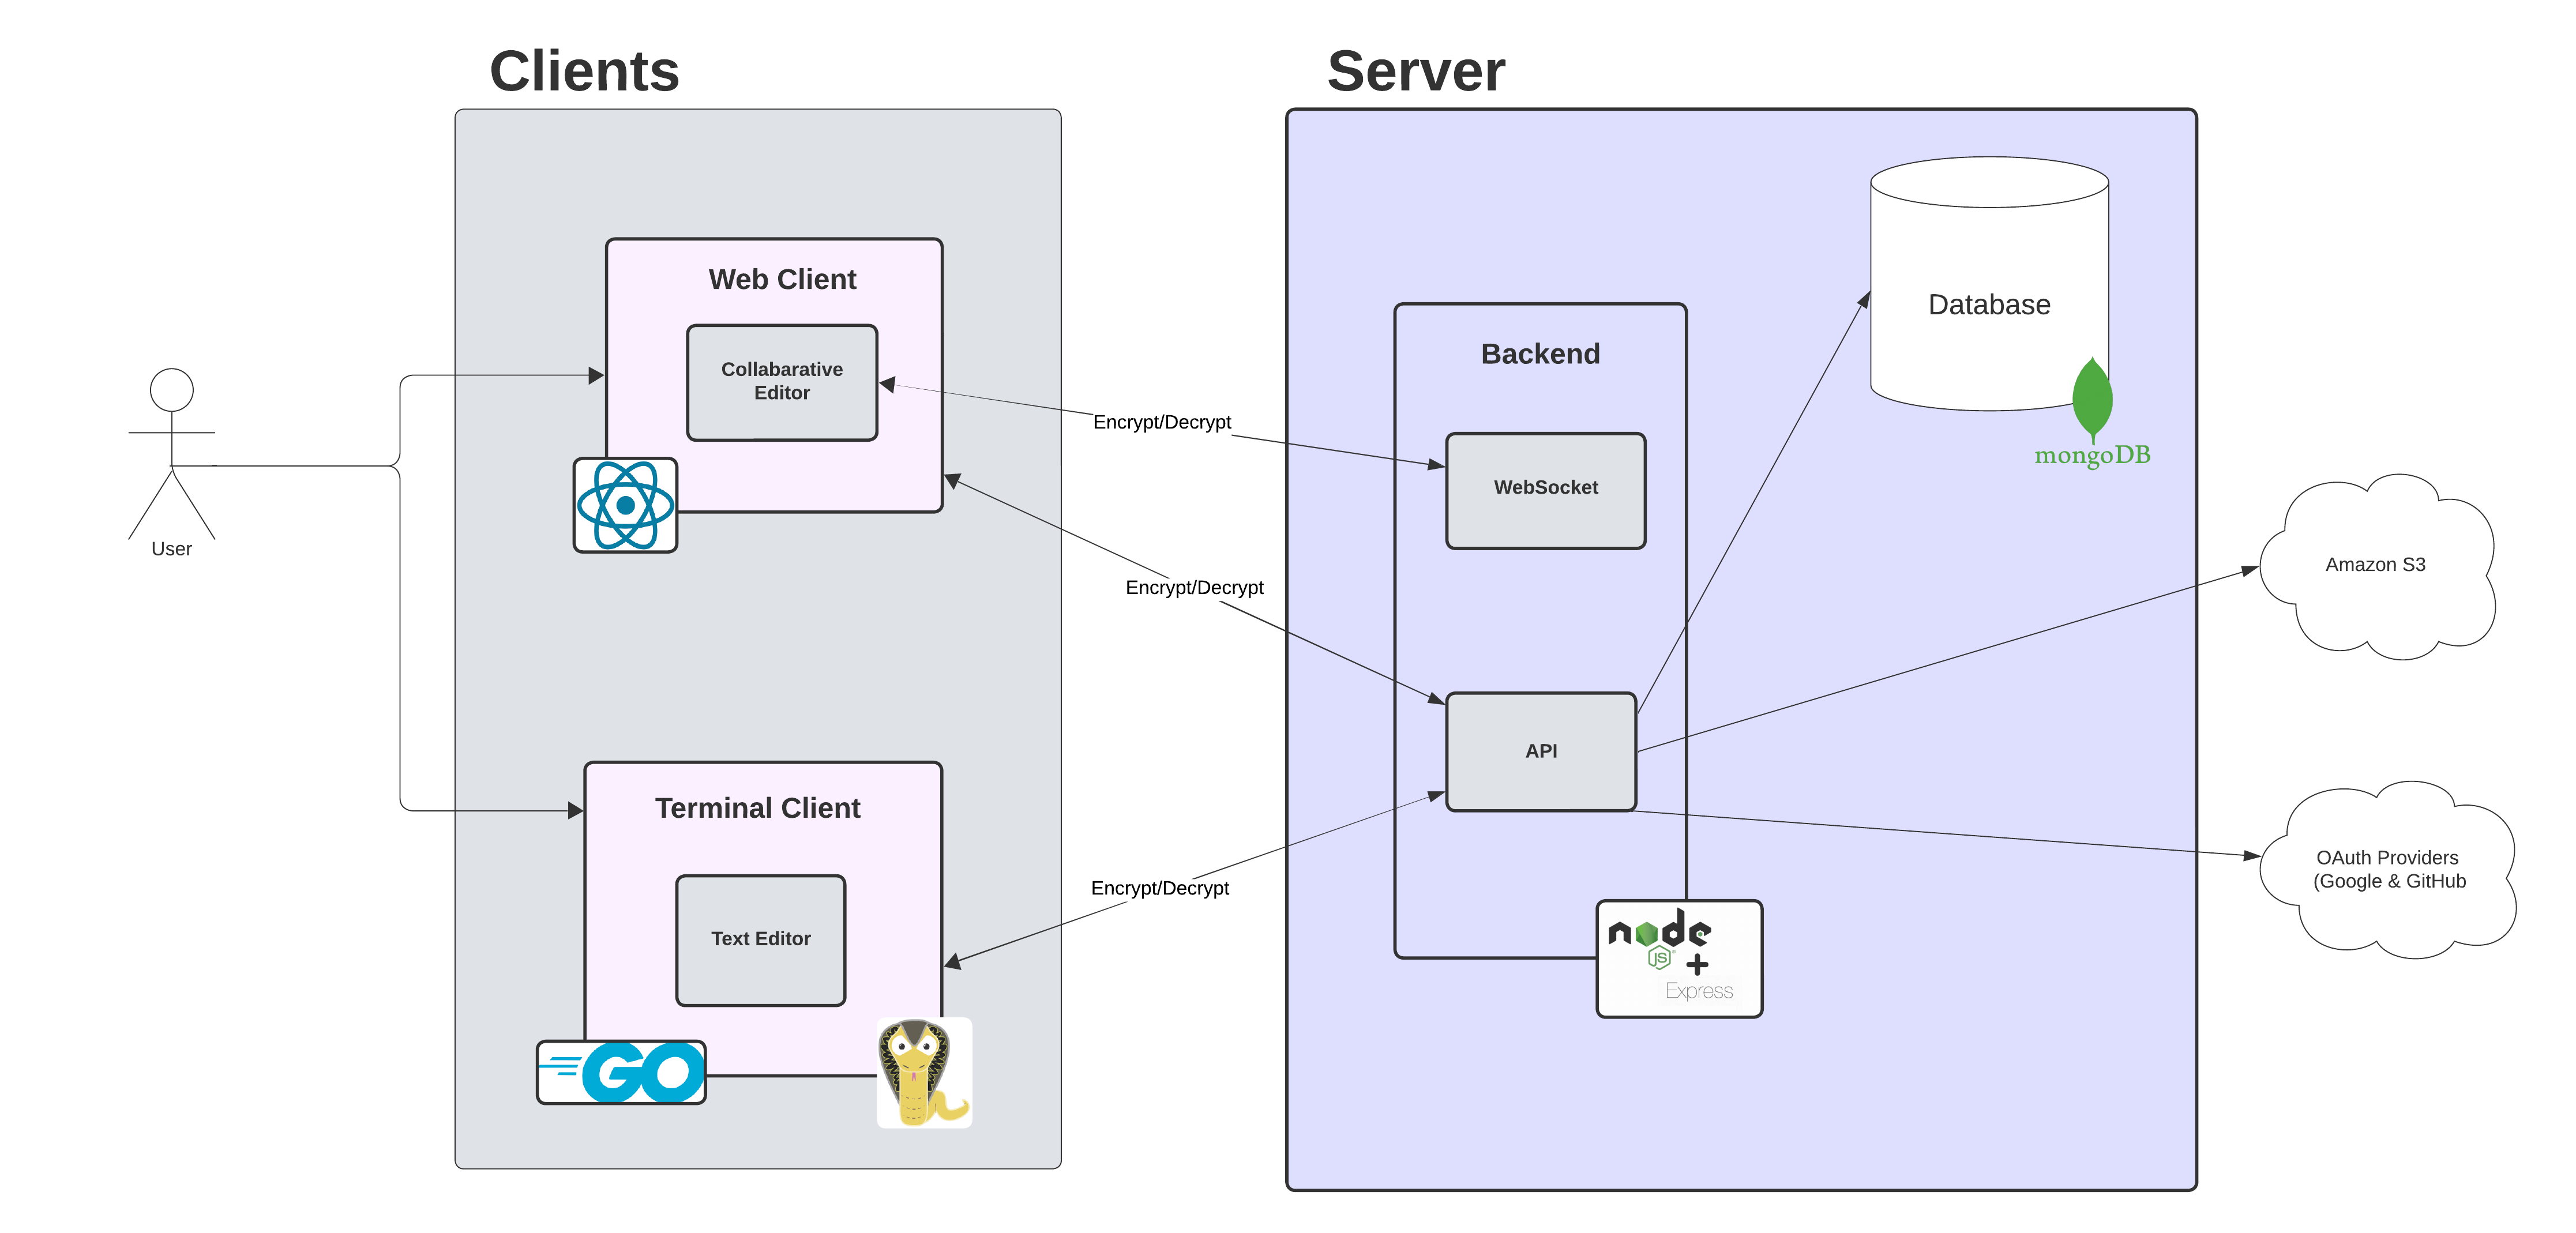 Clients
Server
Web Client
Collabarative
Editor
User
Terminal Client
Text Editor
GO
Encrypt/Decrypt
Encrypt/Decrypt
Encrypt/Decrypt
Backend
WebSocket
API
node
JS
+
Express
Database
mongoDB
Amazon S3
OAuth Providers
(Google & GitHub